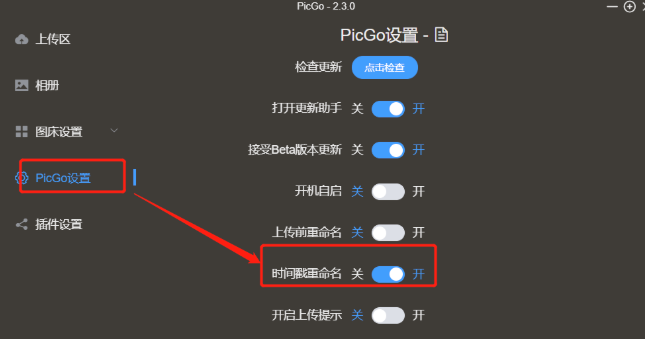 PicGo - 2.3.0
上传区
相册
图床设置
PicGo设置
插件设置
PicGo设置 -
检查更新 点击检查
打开更新助手 关 开
接受Beta版本更新 关 开
开机自启 关 开
上传前重命名 关 开
时间戳重命名 关 开
开启上传提示 关 开